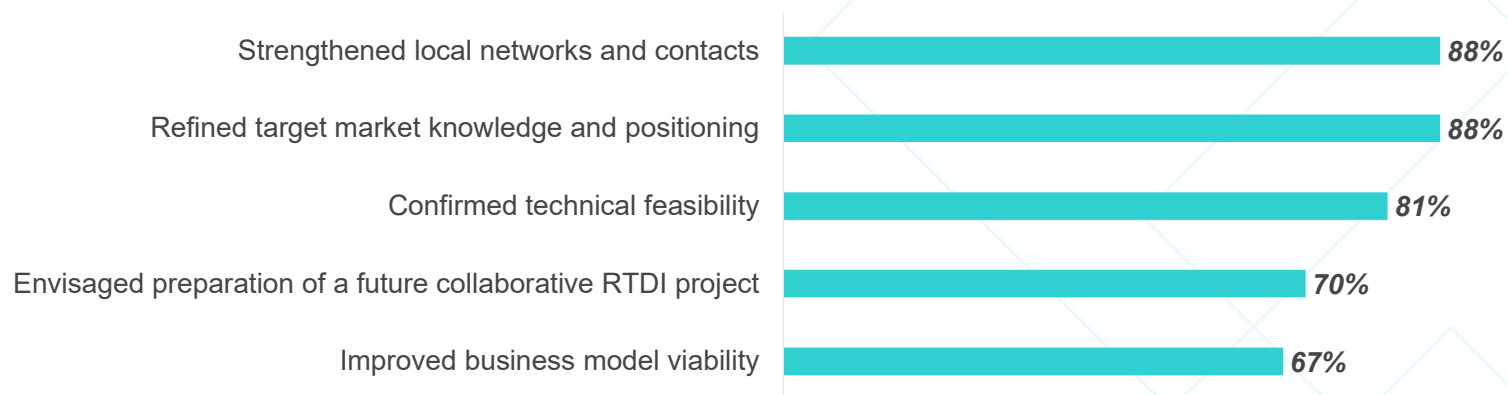 Strengthened local networks and contacts 88%
Refined target market knowledge and positioning 88%
Confirmed technical feasibility 81%
Envisaged preparation of a future collaborative RTDI project 70%
Improved business model viability 67%